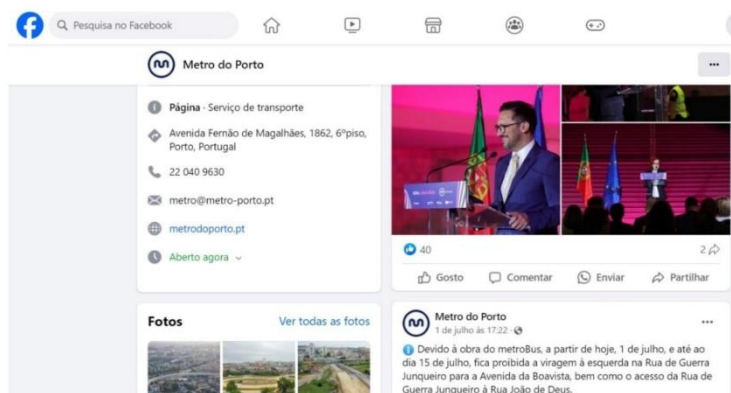 Pesquisa no Facebook
Metro do Porto
Página · Serviço de transporte
Avenida Fernão de Magalhães, 1862, 6ºpiso,
Porto, Portugal
22 040 9630
metro@metro-porto.pt
metrodoporto.pt
Aberto agora
Fotos
Ver todas as fotos
40
2
Gosto
Comentar
Enviar
Partilhar
Metro do Porto
1 de julho às 17:22
Devido à obra do metroBus, a partir de hoje, 1 de julho, e até ao
dia 15 de julho, fica proibida a viragem à esquerda na Rua de Guerra
Junqueiro para a Avenida da Boavista, bem como o acesso da Rua de
Guerra Junqueiro à Rua João de Deus.